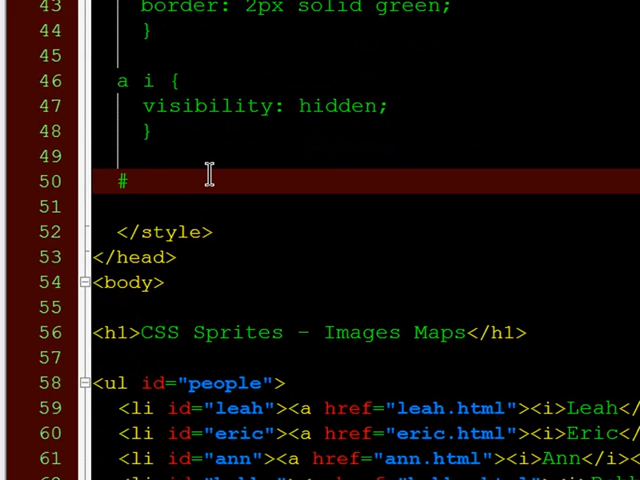 43 border: 2px solid green;
44 }
45
46 a i {
47 visibility: hidden;
48 }
49
50 #
51
52 </style>
53 </head>
54 <body>
55
56 <h1>CSS Sprites - Images Maps</h1>
57
58 <ul id="people">
59 <li id="leah"><a href="leah.html"><i>Leah</
60 <li id="eric"><a href="eric.html"><i>Eric</
61 <li id="ann"><a href="ann.html"><i>Ann</i><